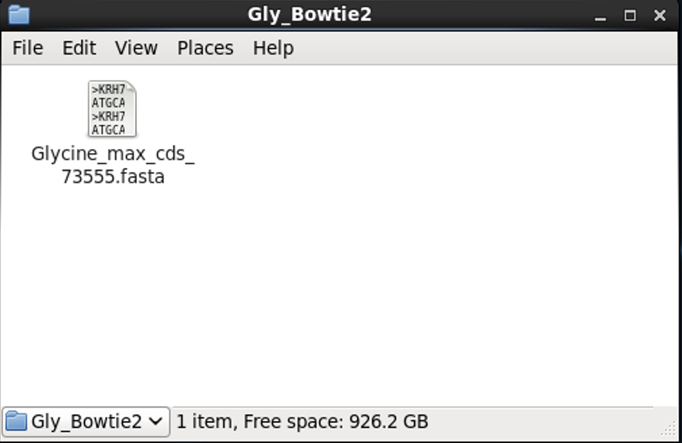 Gly_Bowtie2
File Edit View Places Help
>KRH7
ATGCA
>KRH7
ATGCA
Glycine_max_cds_
73555.fasta
Gly_Bowtie2 1 item, Free space: 926.2 GB